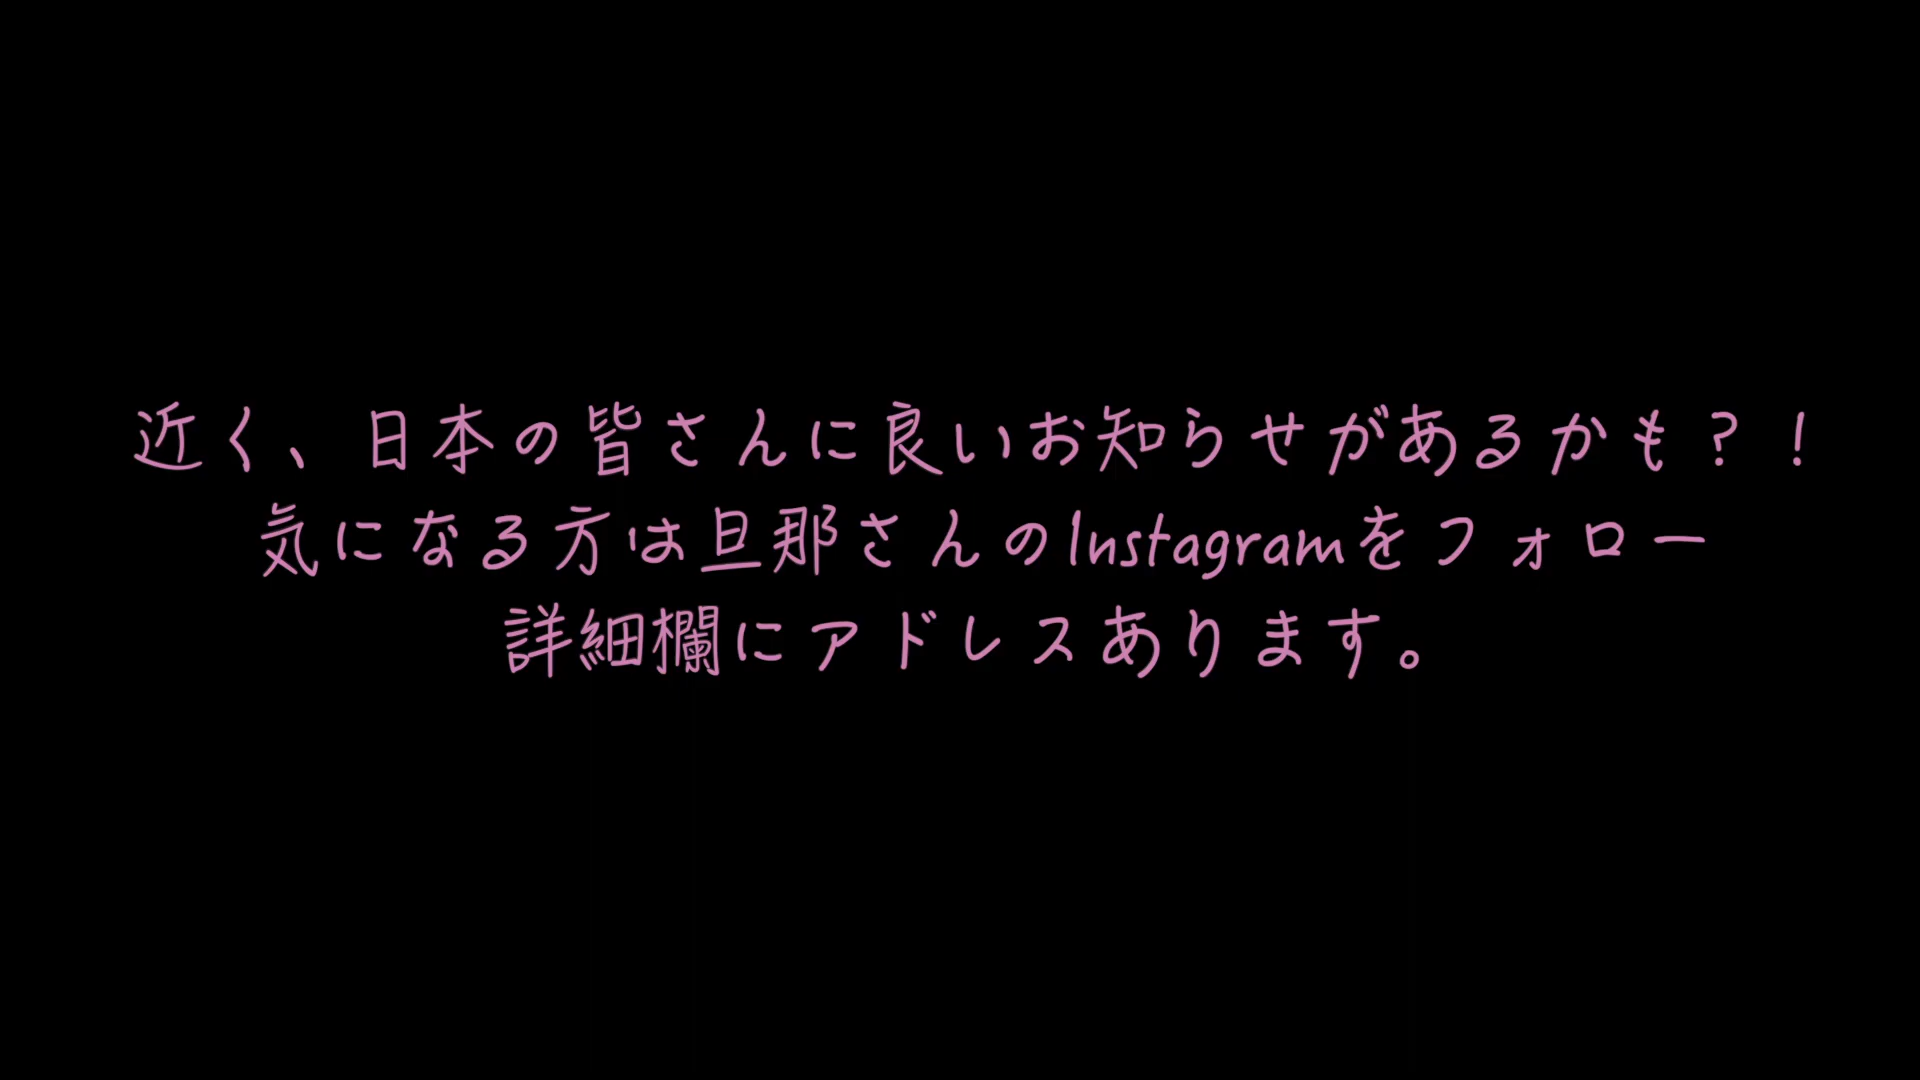 近く、日本の皆さんに良いお知らせがあるかも？！
気になる方は旦那さんのInstagramをフォロー
詳細欄にアドレスあります。